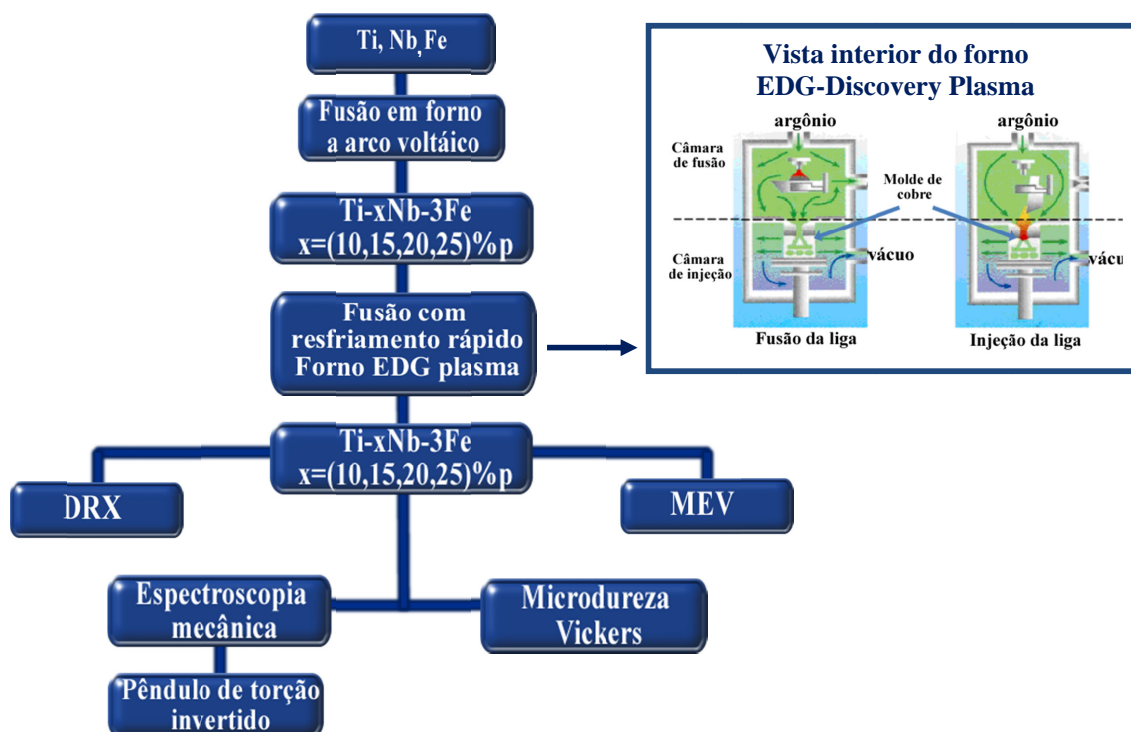 Ti, Nb,Fe
Fusão em forno
a arco voltáico
Ti-xNb-3Fe
x=(10,15,20,25)%p
Fusão com
resfriamento rápido
Forno EDG plasma
Vista interior do forno
EDG-Discovery Plasma
argônio
argônio
Câmara
de fusão
Molde de
cobre
Câmara
de injeção
vácuo
vácu
Fusão da liga
Injeção da liga
Ti-xNb-3Fe
x=(10,15,20,25)%p
DRX
MEV
Espectroscopia
mecânica
Microdureza
Vickers
Pêndulo de torção
invertido